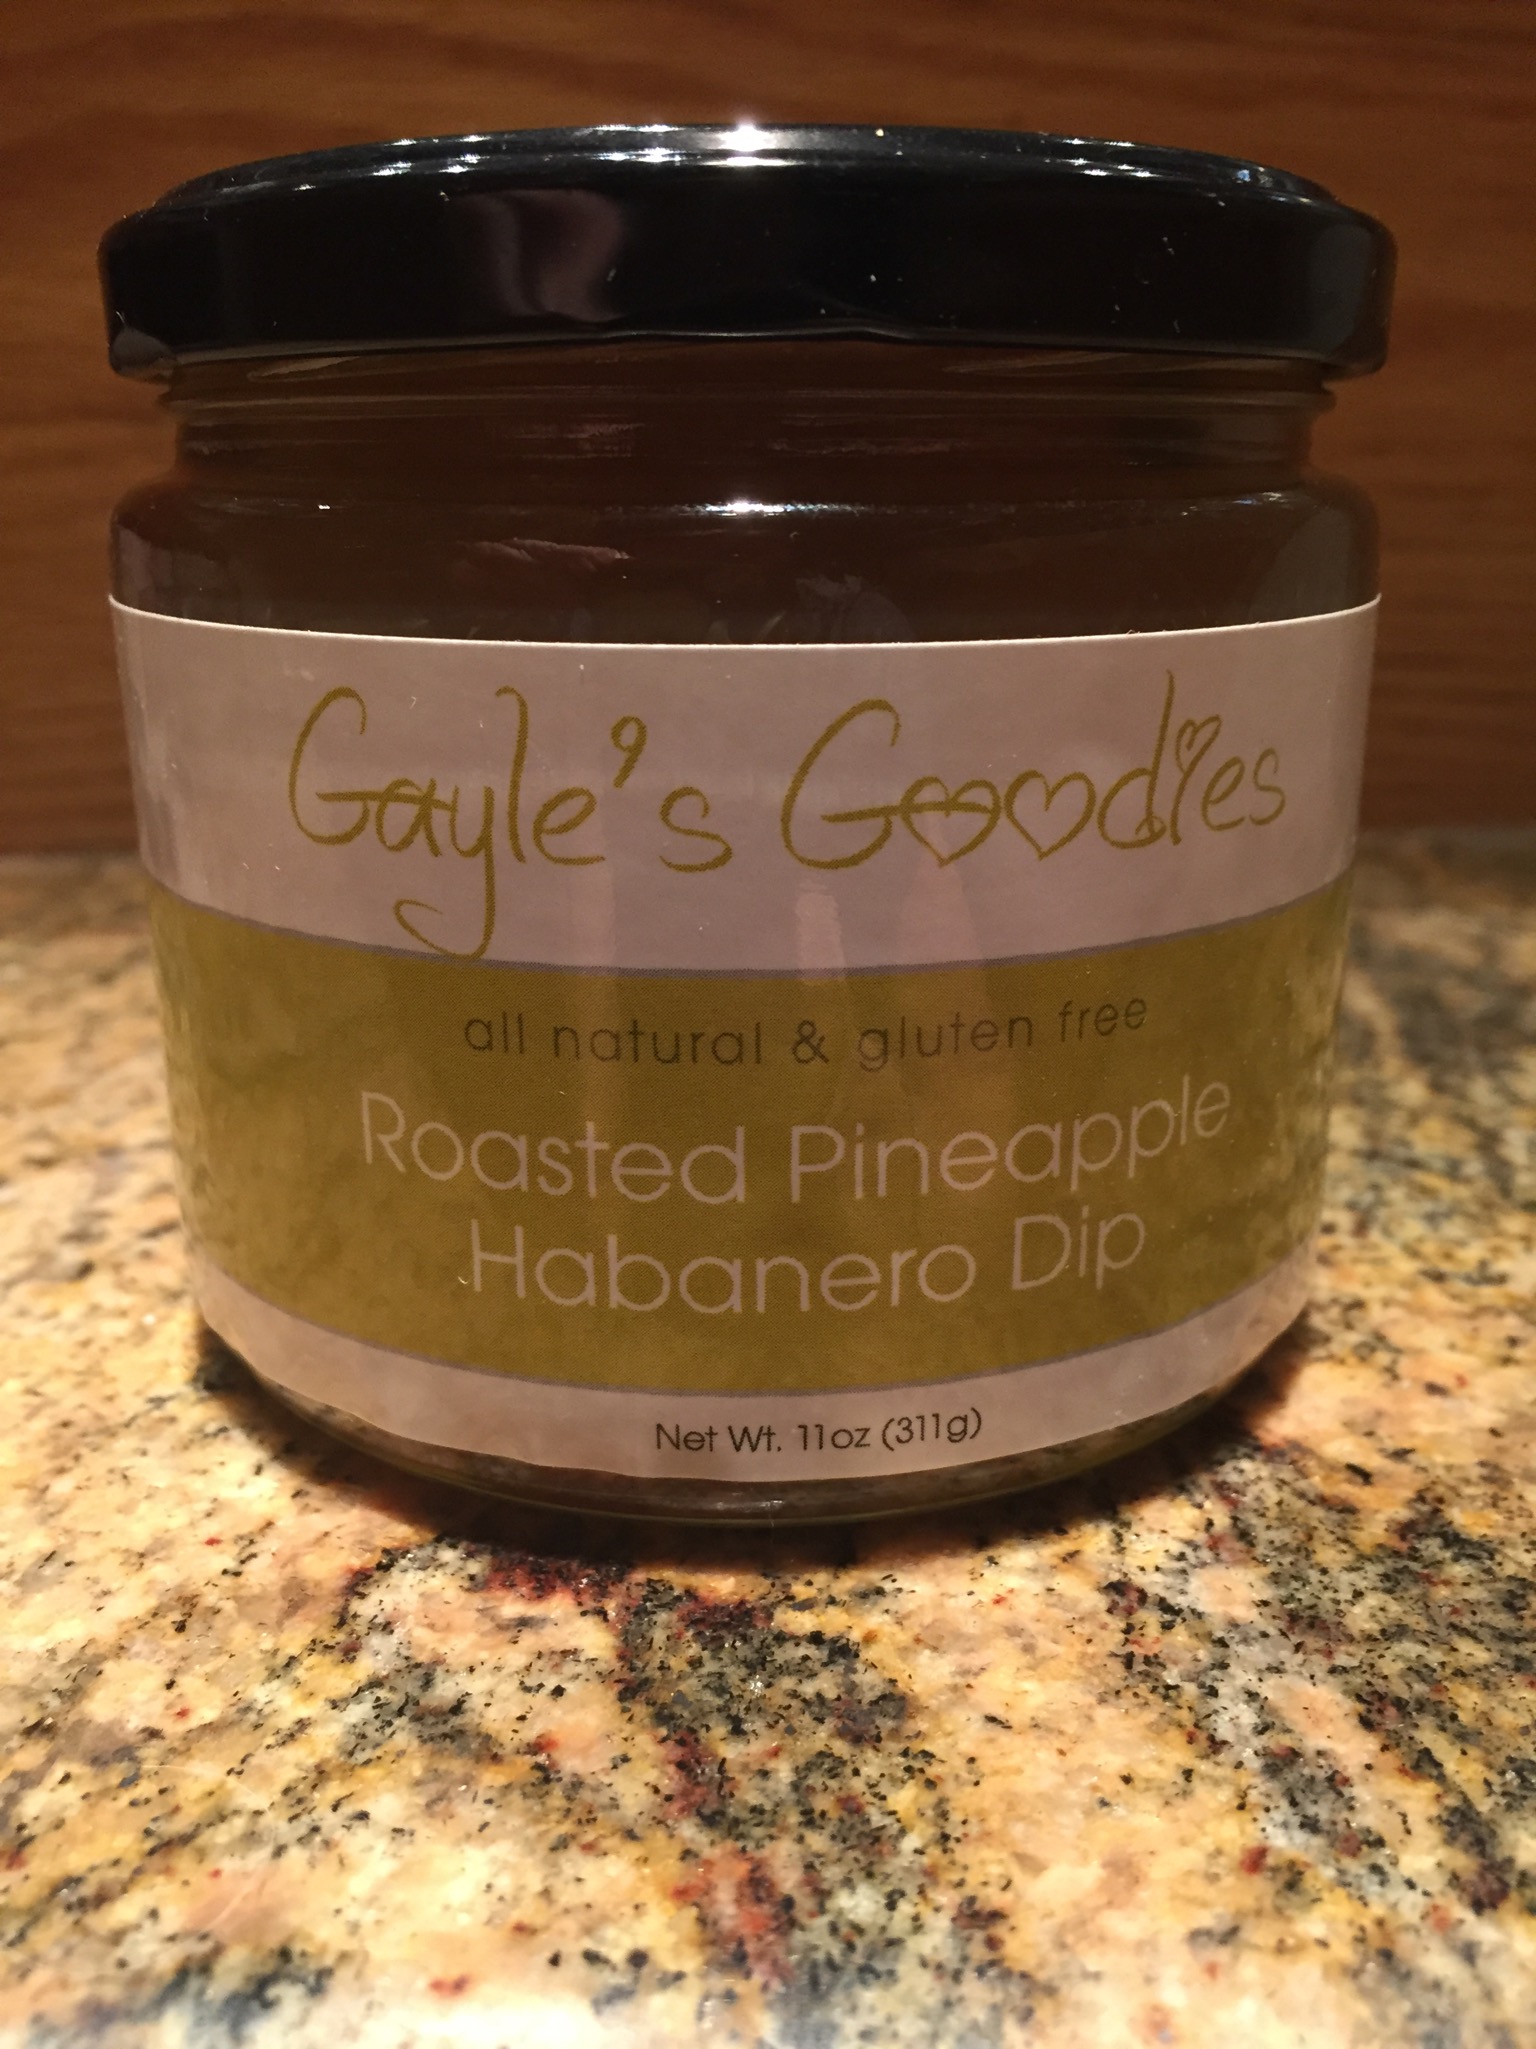 Gayle's Goodies
all natural & gluten free
Roasted Pineapple
Habanero Dip
Net Wt. 11oz (311g)